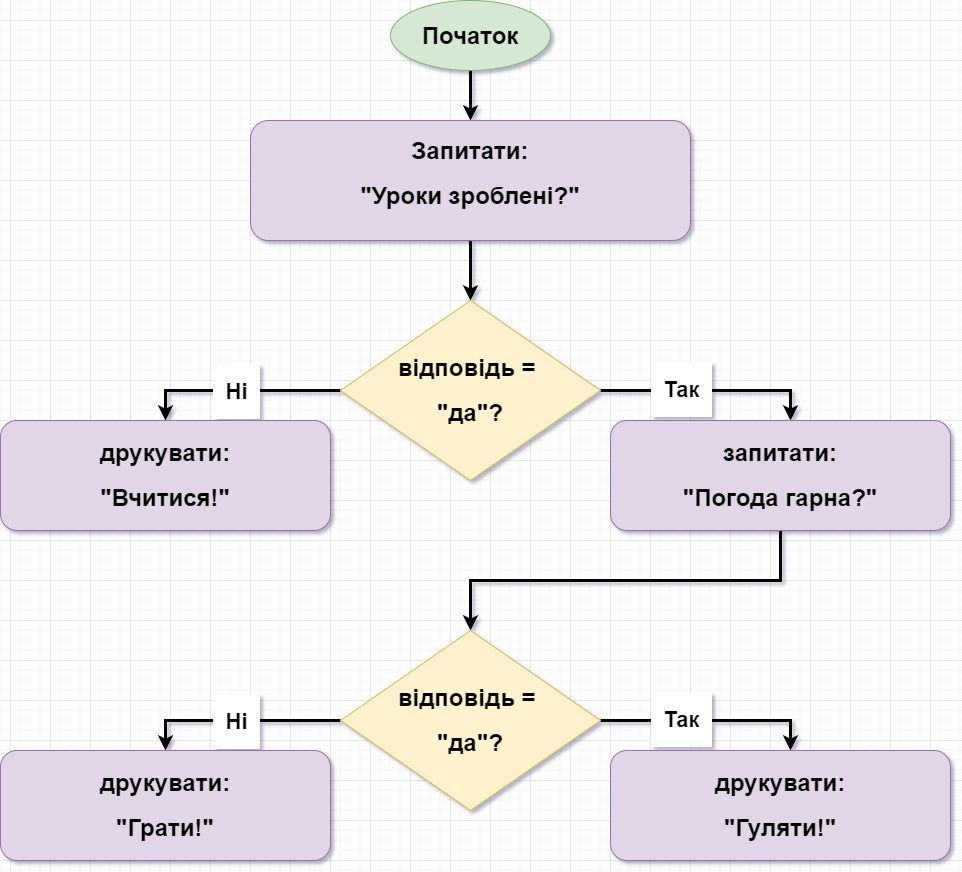 Початок
Запитати:
"Уроки зроблені?"
відповідь =
"да"?
Ні
Так
друкувати:
"Вчитися!"
запитати:
"Погода гарна?"
відповідь =
"да"?
Ні
Так
друкувати:
"Грати!"
друкувати:
"Гуляти!"